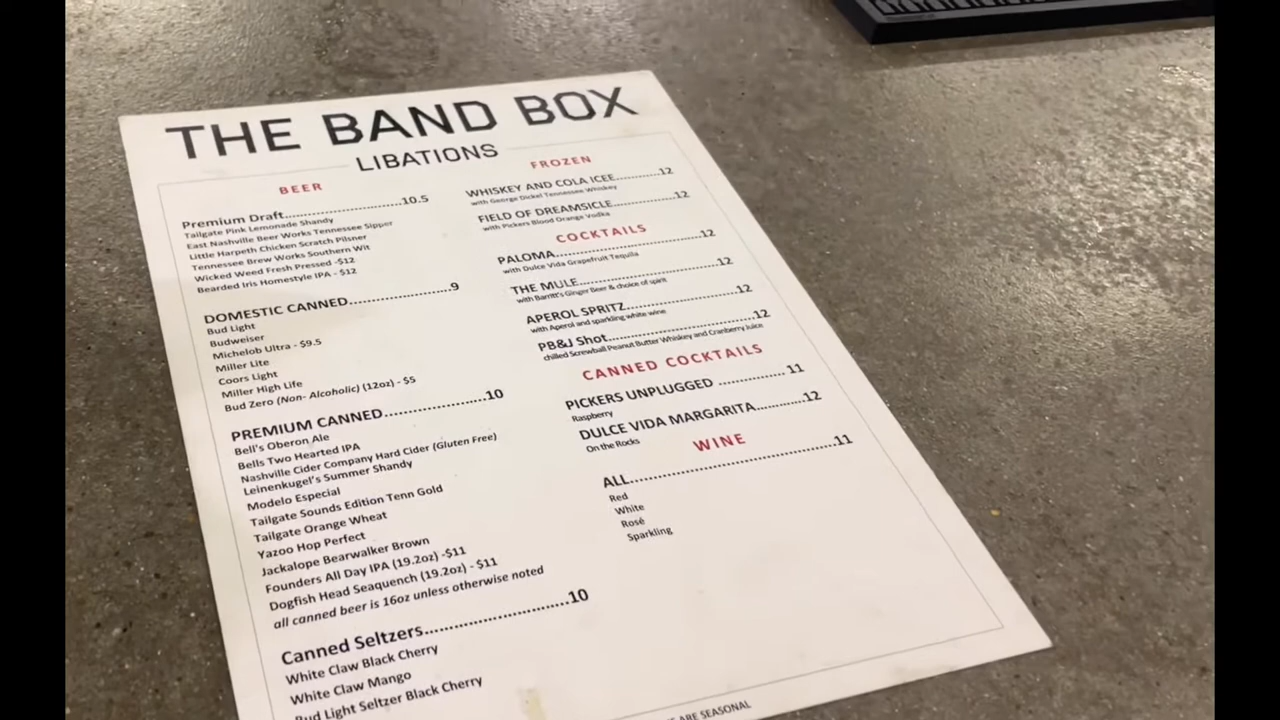 THE BAND BOX
LIBATIONS
BEER
Premium Draft.......................10.5
Tailgate Pink Lemonade Shandy
East Nashville Beer Works Tennessee Sipper
Little Harpeth Chicken Scratch Pilsner
Tennessee Brew Works Southern Wit
Wicked Weed Fresh Pressed -$12
Bearded Iris Homestyle IPA - $12
DOMESTIC CANNED.....................9
Bud Light
Budweiser
Michelob Ultra - $9.5
Miller Lite
Coors Light
Miller High Life
Bud Zero (Non- Alcoholic) (12oz) - $5
PREMIUM CANNED.....................10
Bell's Oberon Ale
Bells Two Hearted IPA
Nashville Cider Company Hard Cider (Gluten Free)
Leinenkugel's Summer Shandy
Modelo Especial
Tailgate Sounds Edition Tenn Gold
Tailgate Orange Wheat
Yazoo Hop Perfect
Jackalope Bearwalker Brown
Founders All Day IPA (19.2oz) -$11
Dogfish Head Seaquench (19.2oz) - $11
all canned beer is 16oz unless otherwise noted
Canned Seltzers.........................10
White Claw Black Cherry
White Claw Mango
Bud Light Seltzer Black Cherry
FROZEN
WHISKEY AND COLA ICEE............12
with George Dickel Tennessee Whiskey
FIELD OF DREAMSICLE.................12
with Pickers Blood Orange Vodka
COCKTAILS
PALOMA.....................................12
with Dulce Vida Grapefruit Tequila
THE MULE...................................12
with Barritt's Ginger Beer & choice of spirit
APEROL SPRITZ...........................12
with Aperol and sparkling white wine
PB&J Shot...................................12
chilled Screwball Peanut Butter Whiskey and Cranberry Juice
CANNED COCKTAILS
PICKERS UNPLUGGED ................11
Raspberry
DULCE VIDA MARGARITA............12
On the Rocks
WINE
ALL...........................................11
Red
White
Rosé
Sparkling
ARE SEASONAL